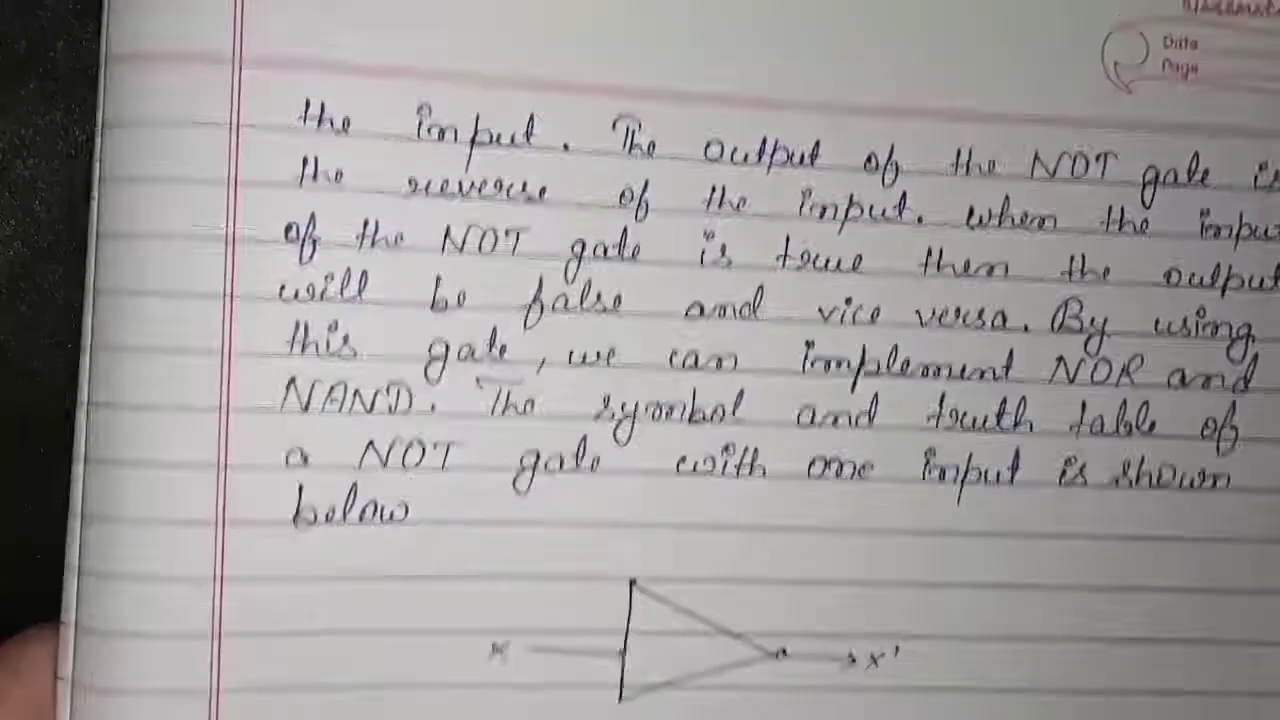 Date
Page
the input. The output of the NOT gate is
the reverse of the input. when the inpu
of the NOT gate is true then the output
will be false and vice versa. By using
this gate, we can implement NOR and
NAND. The symbol and truth table of
a NOT gate with one input is shown
below
X X'